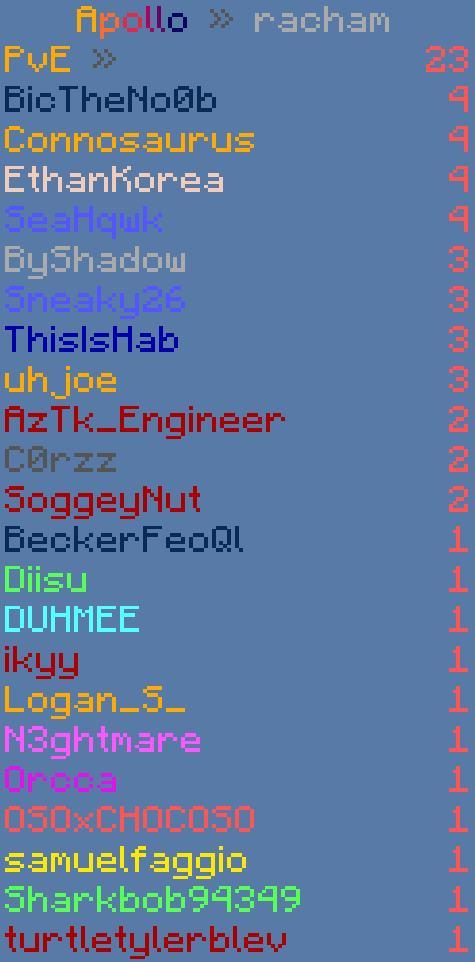 Apollo » racham
PvE » 23
BicTheNo0b 4
Connosaurus 4
EthanKorea 4
SeaHqwk 4
ByShadow 3
Sneaky26 3
ThisIsHab 3
uh_joe 3
AzTk_Engineer 2
C0rzz 2
SoggeyNut 2
BeckerFeoQl 1
Diisu 1
DUHMEE 1
ikyy 1
Logan_S_ 1
N3ghtmare 1
Orcca 1
OSOxCHOCOSO 1
samuelfaggio 1
Sharkbob94349 1
turtletylerblev 1